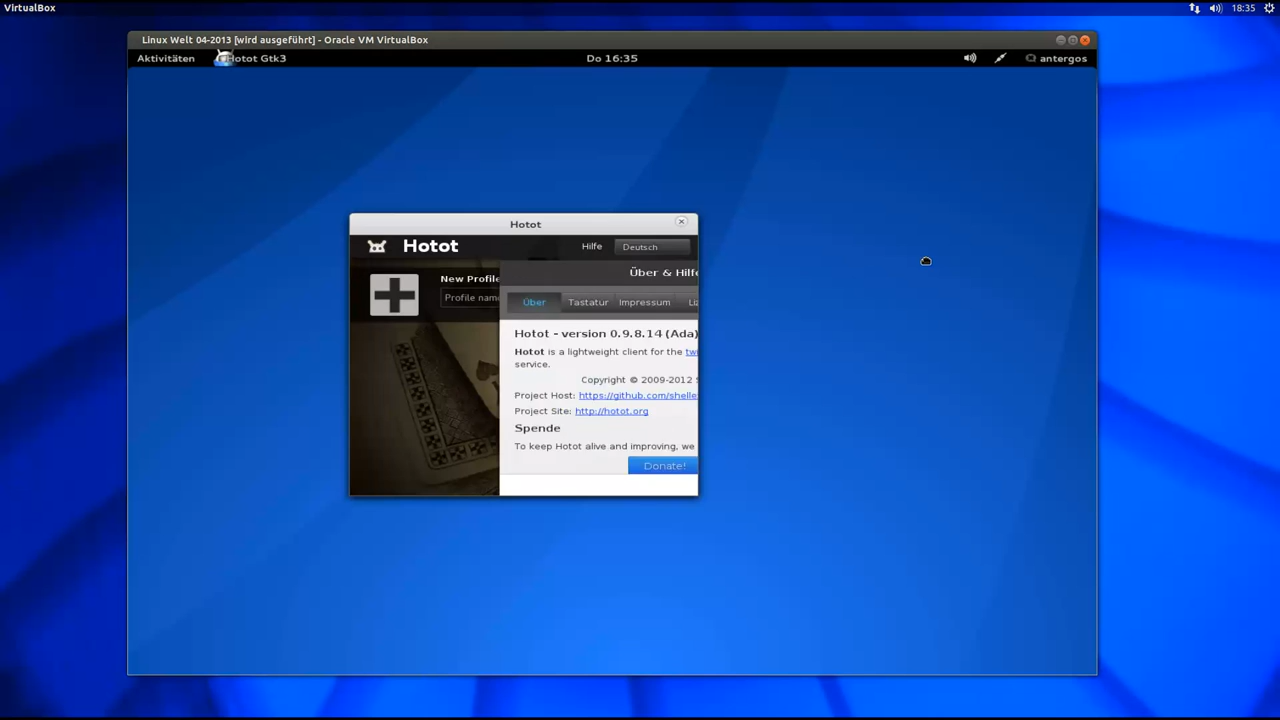 VirtualBox
18:35
Linux Welt 04-2013 [wird ausgeführt] - Oracle VM VirtualBox
Aktivitäten
Hotot Gtk3
Do 16:35
antergos
Hotot
Hotot
Hilfe
Deutsch
New Profile
Profile nam
Über & Hilfe
Über
Tastatur
Impressum
Hotot - version 0.9.8.14 (Ada)
Hotot is a lightweight client for the twi
service.
Copyright © 2009-2012
Project Host: https://github.com/shelle
Project Site: http://hotot.org
Spende
To keep Hotot alive and improving, we
Donate!